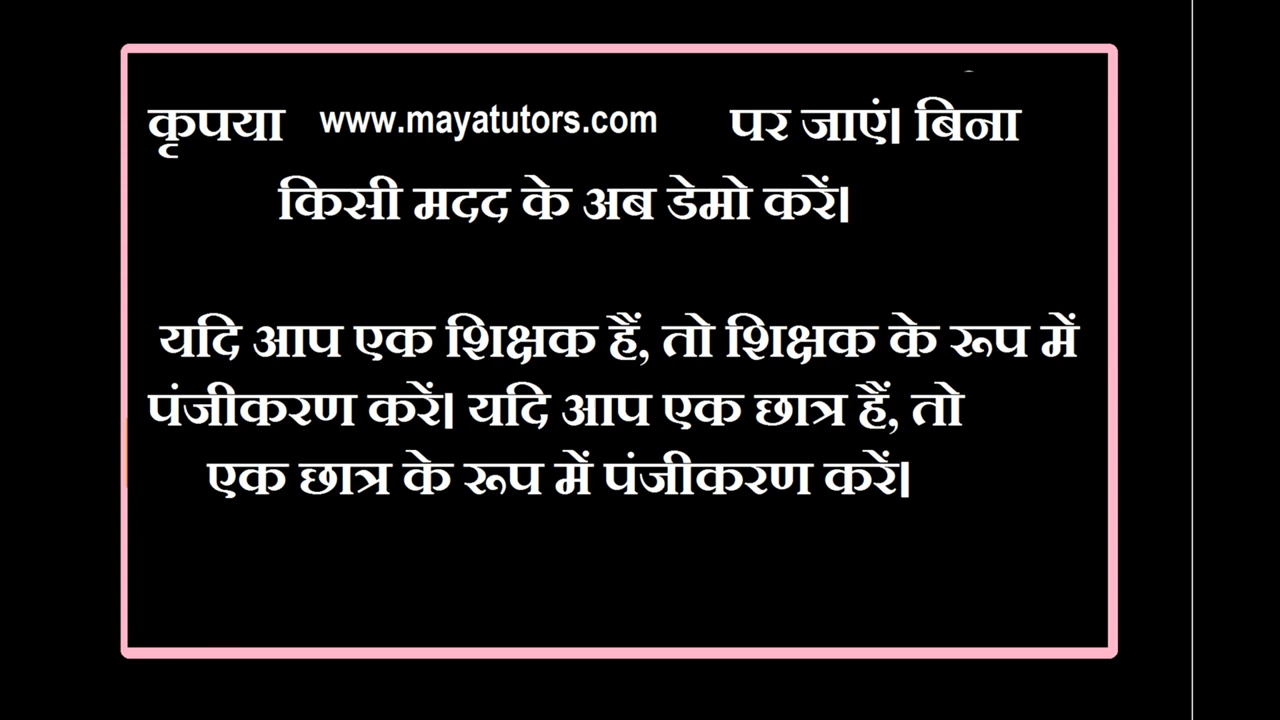 कृपया www.mayatutors.com पर जाएं। बिना
किसी मदद के अब डेमो करें।
यदि आप एक शिक्षक हैं, तो शिक्षक के रूप में
पंजीकरण करें। यदि आप एक छात्र हैं, तो
एक छात्र के रूप में पंजीकरण करें।